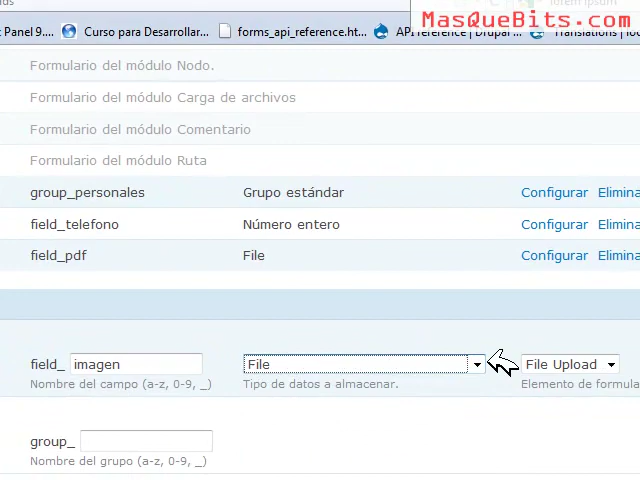 MasQueBits.com
Panel 9.... Curso para Desarrollar... forms_api_reference.ht... API reference | Drupal ... Translations | loc
Formulario del módulo Nodo.
Formulario del módulo Carga de archivos
Formulario del módulo Comentario
Formulario del módulo Ruta
group_personales Grupo estándar Configurar Elimina
field_telefono Número entero Configurar Elimina
field_pdf File Configurar Elimina
field_ imagen File File Upload
Nombre del campo (a-z, 0-9, _) Tipo de datos a almacenar. Elemento de formula
group_
Nombre del grupo (a-z, 0-9, _)